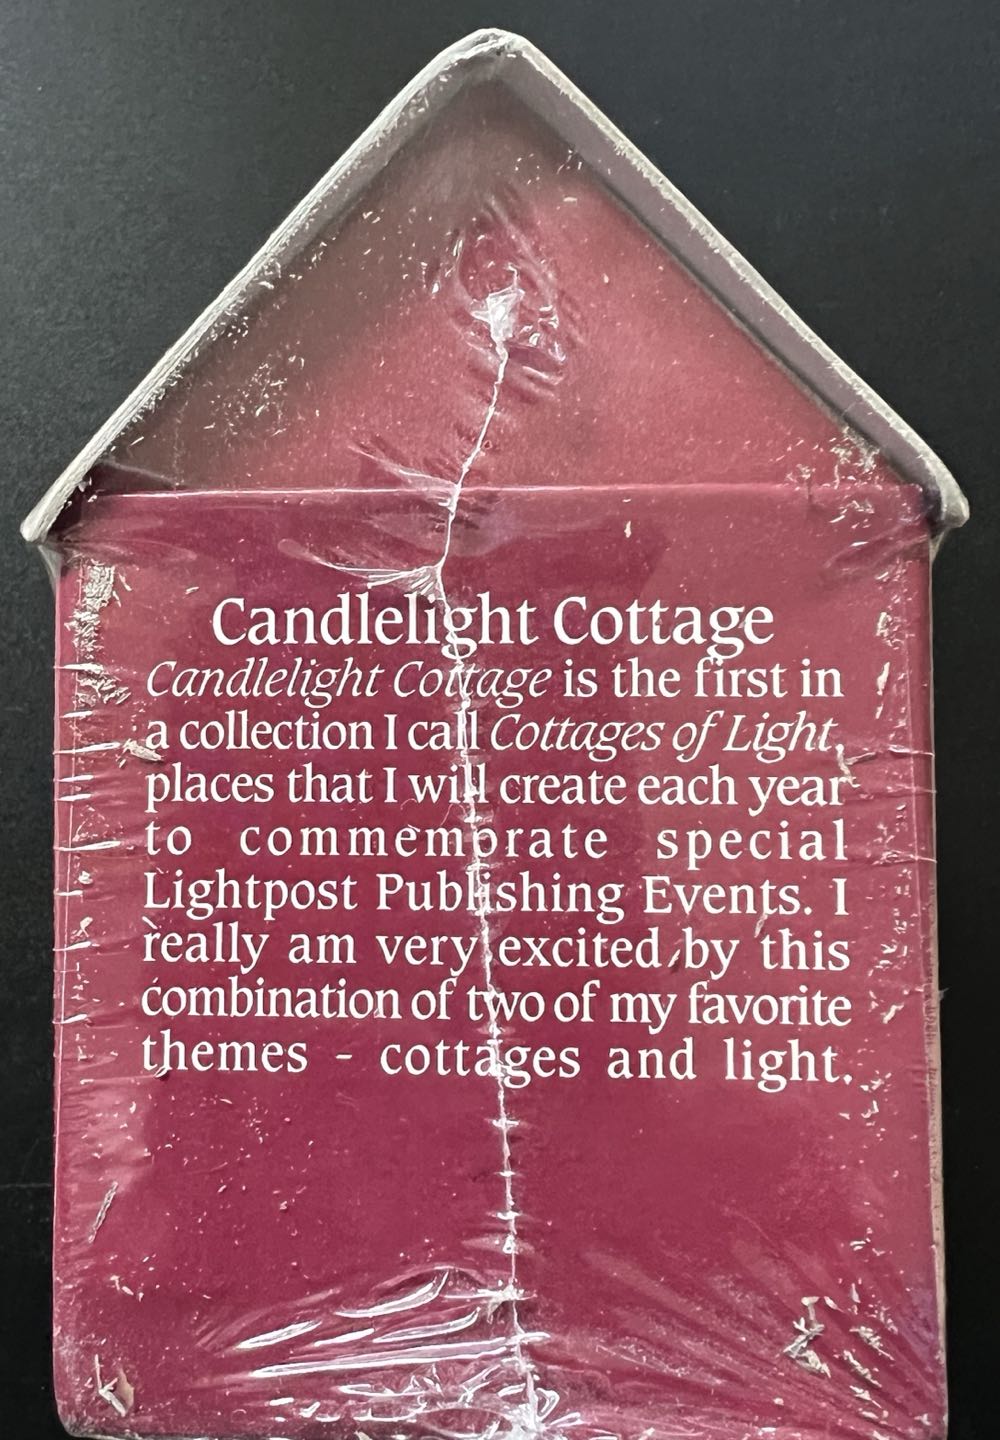 Candlelight Cottage
Candlelight Cottage is the first in
a collection I call Cottages of Light,
places that I will create each year
to commemorate special
Lightpost Publishing Events. I
really am very excited by this
combination of two of my favorite
themes - cottages and light.